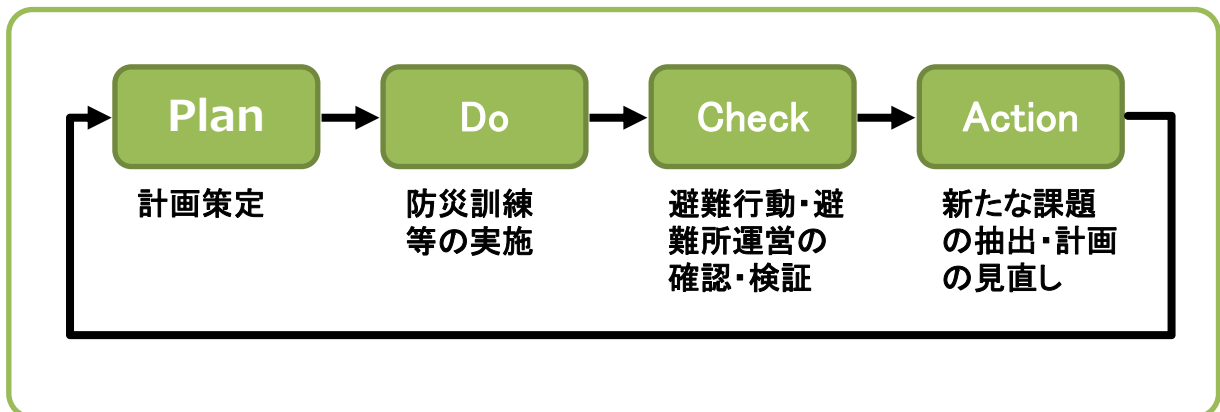 Plan
Do
Check
Action
計画策定
防災訓練
等の実施
避難行動・避
難所運営の
確認・検証
新たな課題
の抽出・計画
の見直し